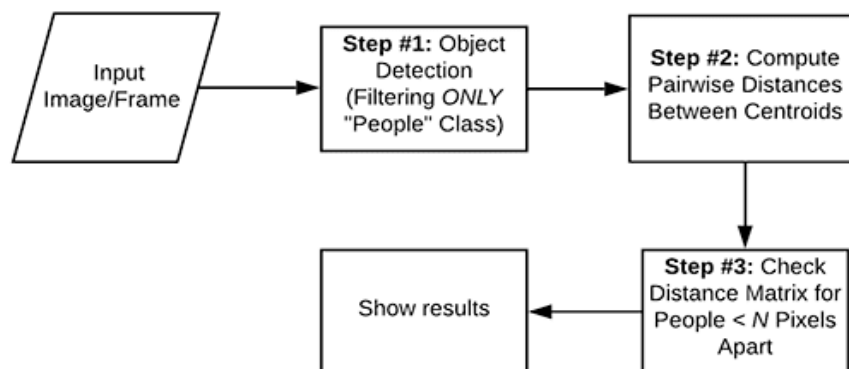 Input
Image/Frame
Step #1: Object
Detection
(Filtering ONLY
"People" Class)
Step #2: Compute
Pairwise Distances
Between Centroids
Step #3: Check
Distance Matrix for
People < N Pixels
Apart
Show results